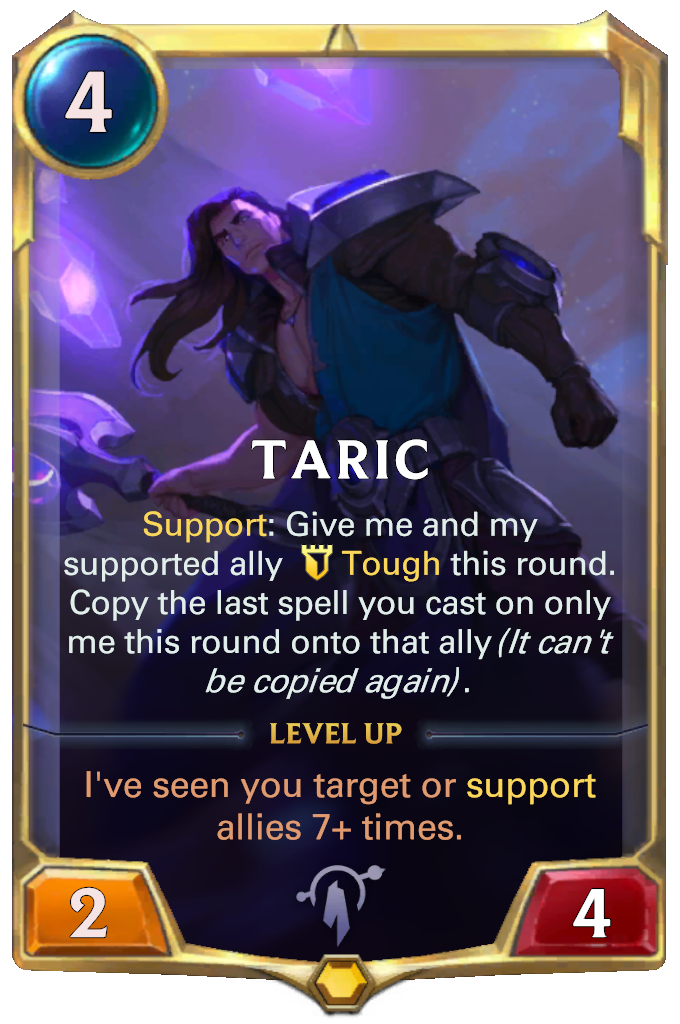 4
TARIC
Support: Give me and my
supported ally Tough this round.
Copy the last spell you cast on only
me this round onto that ally (It can't
be copied again).
LEVEL UP
I've seen you target or support
allies 7+ times.
2
4